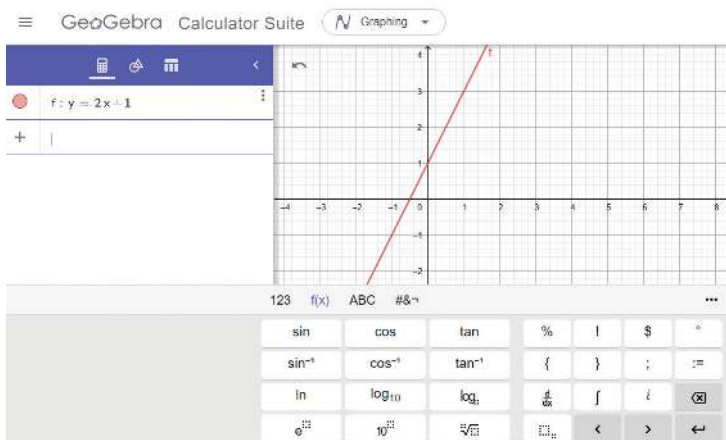 GeoGebra Calculator Suite Graphing
f : y = 2x + 1
+
f
4
3
2
1
-4 -3 -2 -1 0 1 2 3 4 5 6 7 8
-1
-2
123 f(x) ABC #&¬ •••
sin cos tan % ! $ °
sin⁻¹ cos⁻¹ tan⁻¹ { } ; :=
ln log₁₀ d/dx ∫ i
e 10 √ < >